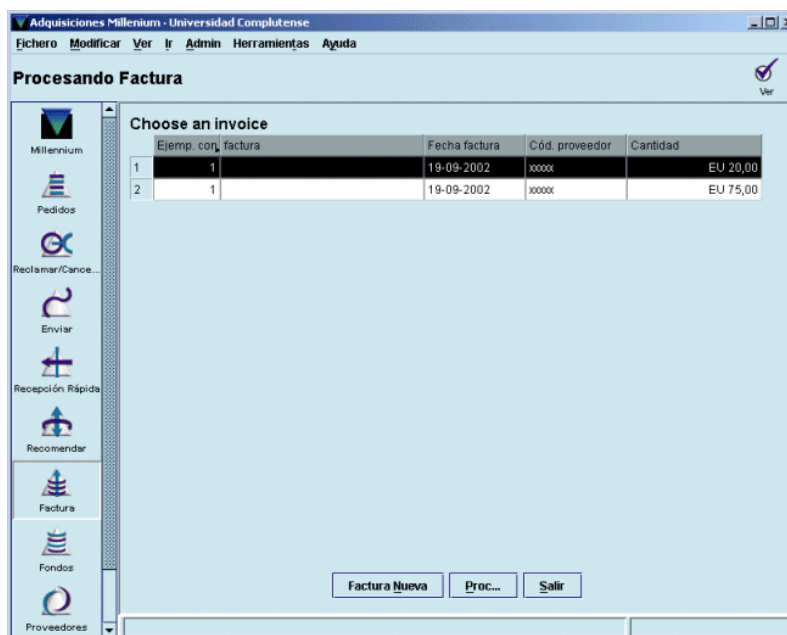 Adquisiciones Millenium · Universidad Complutense
Fichero Modificar Ver Ir Admin Herramientas Ayuda
Procesando Factura
Ver
Millennium
Pedidos
Reclamar/Cance...
Enviar
Recepción Rápida
Recomendar
Factura
Fondos
Proveedores
Choose an invoice
Ejemp. con factura Fecha factura Cód. proveedor Cantidad
1 1 19-09-2002 xxxxx EU 20,00
2 1 19-09-2002 xxxxx EU 75,00
Factura Nueva Proc... Salir